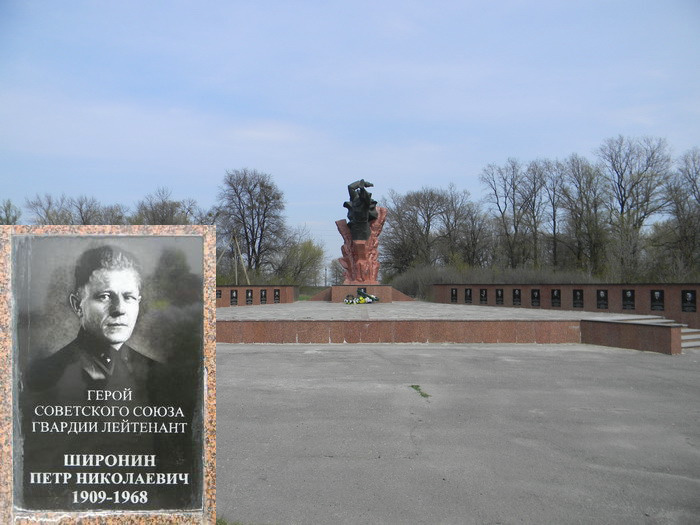 ГЕРОЙ
СОВЕТСКОГО СОЮЗА
ГВАРДИИ ЛЕЙТЕНАНТ
ШИРОНИН
ПЕТР НИКОЛАЕВИЧ
1909-1968